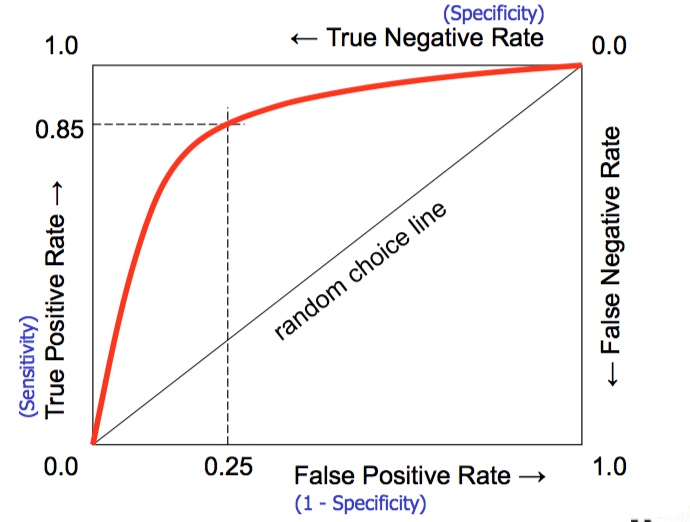 (Specificity)
1.0
← True Negative Rate
0.0
0.85
(Sensitivity)
True Positive Rate →
random choice line
← False Negative Rate
0.0
0.25
False Positive Rate →
1.0
(1 - Specificity)